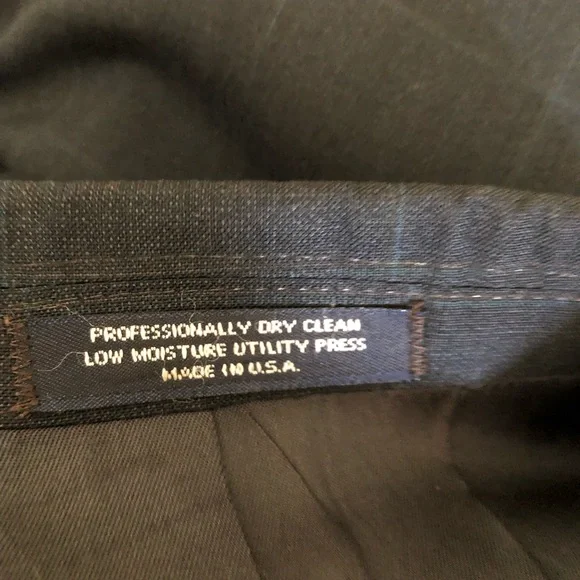 PROFESSIONALLY DRY CLEAN
LOW MOISTURE UTILITY PRESS
MADE IN U.S.A.